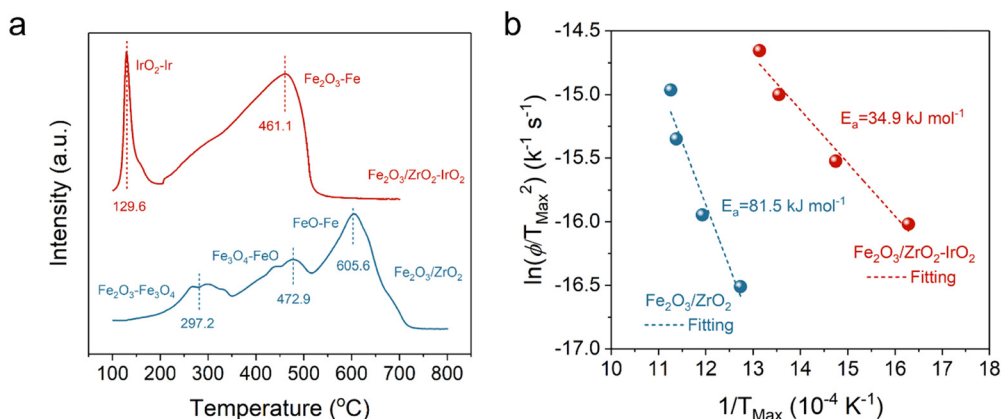 a
IrO₂-Ir
Fe₂O₃-Fe
461.1
129.6
Fe₂O₃/ZrO₂-IrO₂
FeO-Fe
Fe₃O₄-FeO
605.6
Fe₂O₃/ZrO₂
Fe₂O₃-Fe₃O₄
472.9
297.2
Intensity (a.u.)
100 200 300 400 500 600 700 800
Temperature (°C)
b
-14.5
-15.0
-15.5
-16.0
-16.5
-17.0
ln(ϕ/T_Max²) (k⁻¹ s⁻¹)
Eₐ=34.9 kJ mol⁻¹
Eₐ=81.5 kJ mol⁻¹
Fe₂O₃/ZrO₂-IrO₂
Fitting
Fe₂O₃/ZrO₂
Fitting
10 11 12 13 14 15 16 17 18
1/T_Max (10⁻⁴ K⁻¹)